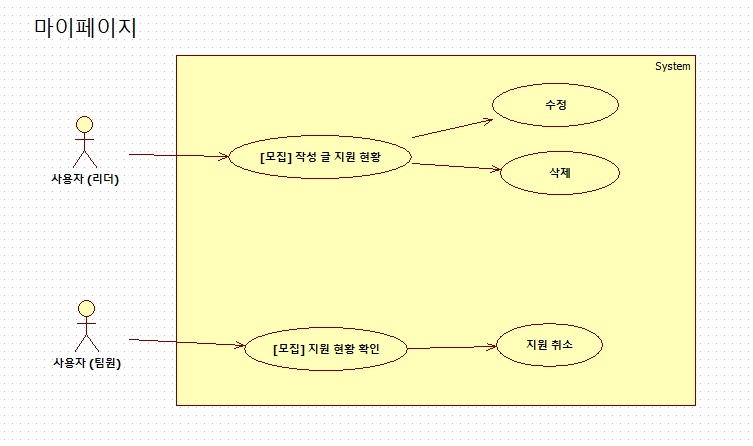 마이페이지
System
수정
[모집] 작성 글 지원 현황
삭제
사용자 (리더)
[모집] 지원 현황 확인
지원 취소
사용자 (팀원)